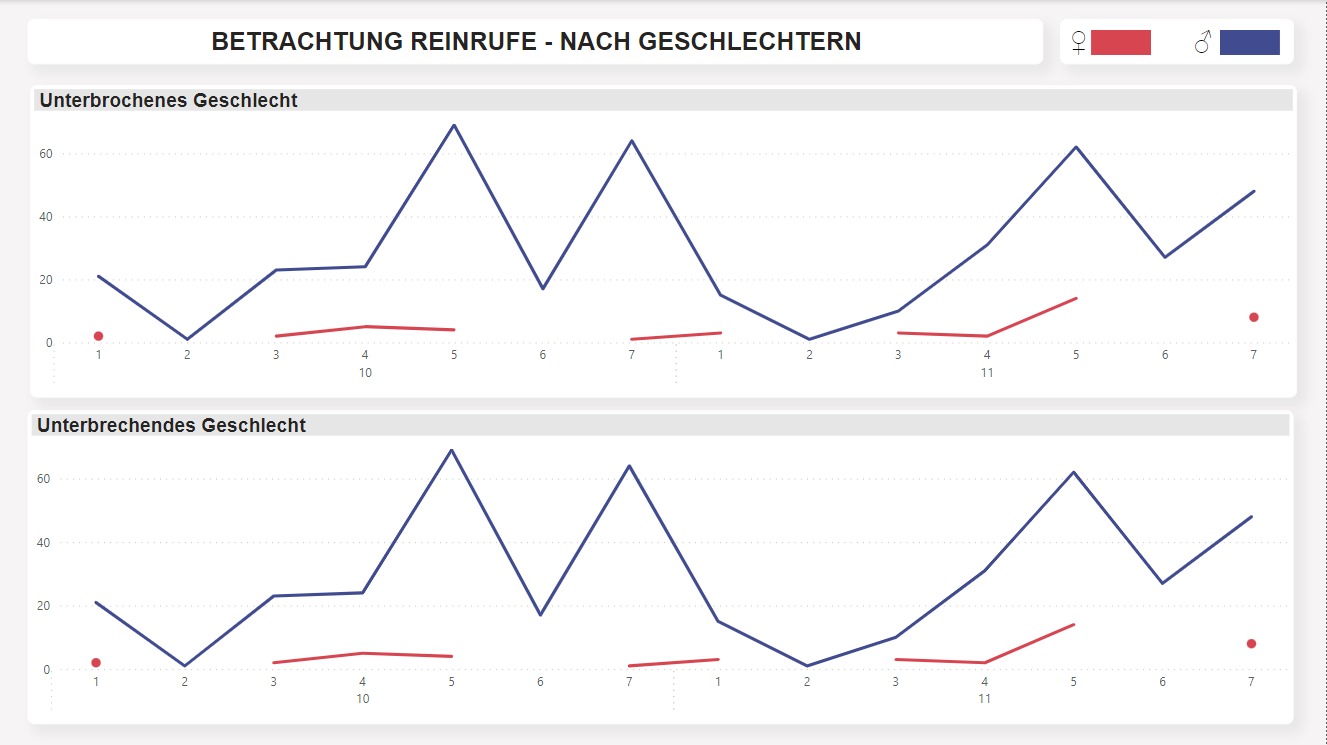 BETRACHTUNG REINRUFE - NACH GESCHLECHTERN ♀ ♂
Unterbrochenes Geschlecht
60
40
20
0
1 2 3 4 5 6 7 1 2 3 4 5 6 7
10 11
Unterbrechendes Geschlecht
60
40
20
0
1 2 3 4 5 6 7 1 2 3 4 5 6 7
10 11